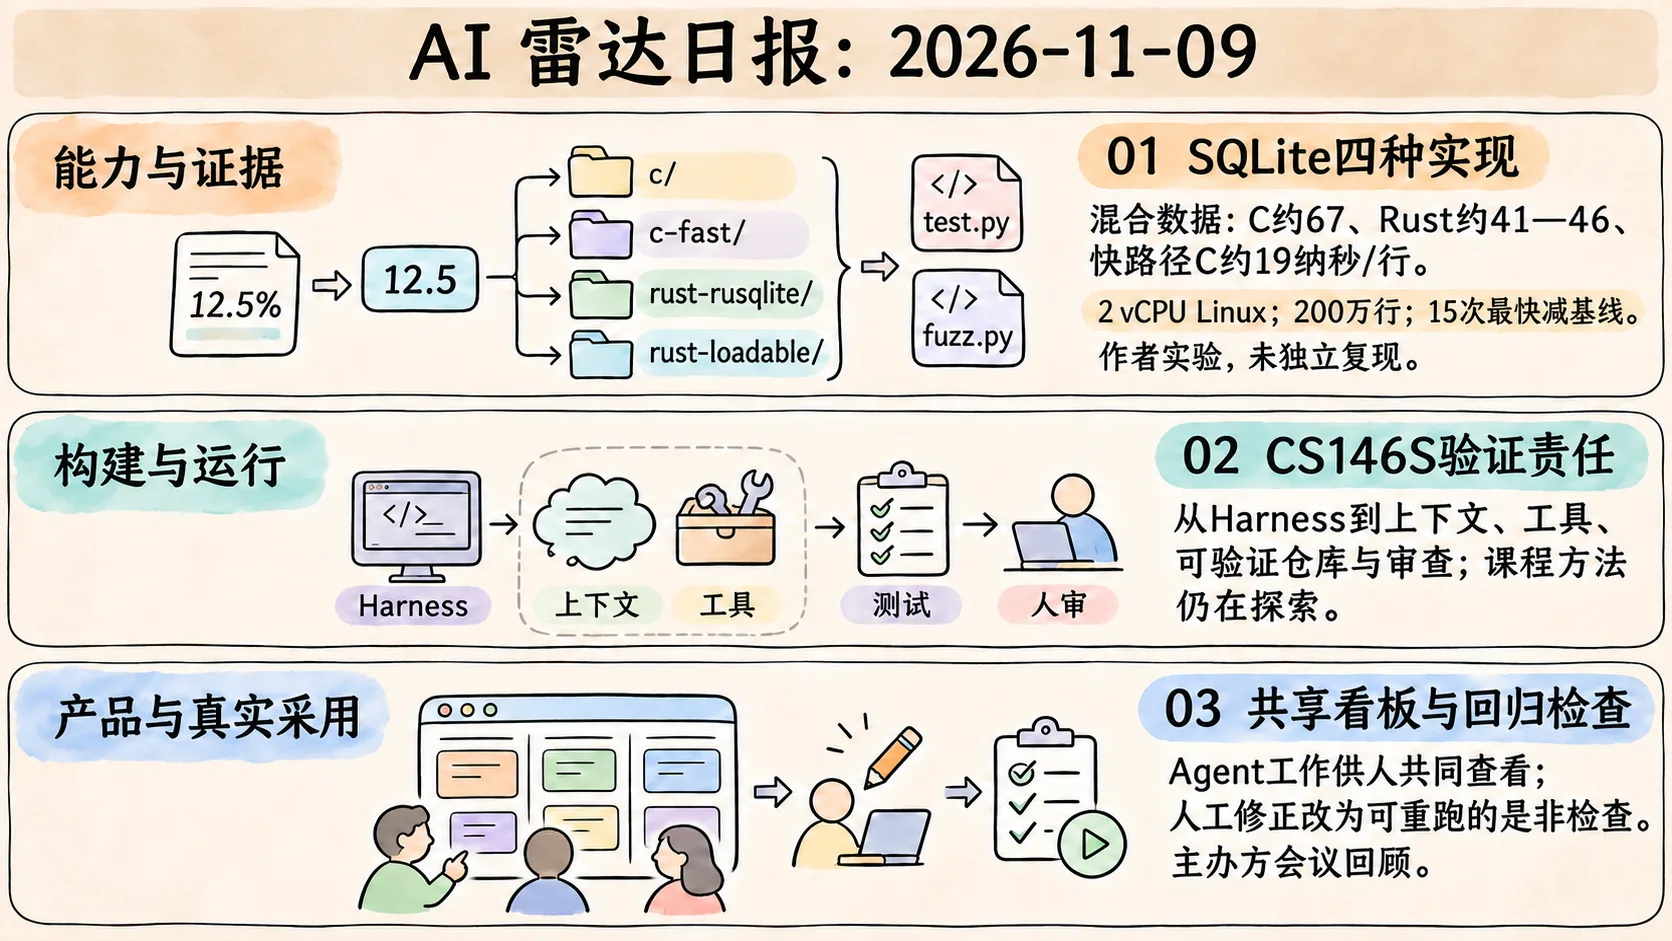 AI 雷达日报：2026-11-09
能力与证据
12.5%
12.5
c/
c-fast/
rust-rusqlite/
rust-loadable/
</>
test.py
</>
fuzz.py
01 SQLite四种实现
混合数据：C约67、Rust约41—46、
快路径C约19纳秒/行。
2 vCPU Linux；200万行；15次最快减基线。
作者实验，未独立复现。
构建与运行
</>_
Harness
上下文
工具
测试
人审
02 CS146S验证责任
从Harness到上下文、工具、
可验证仓库与审查；课程方法
仍在探索。
产品与真实采用
03 共享看板与回归检查
Agent工作供人共同查看；
人工修正改为可重跑的是非检查。
主办方会议回顾。